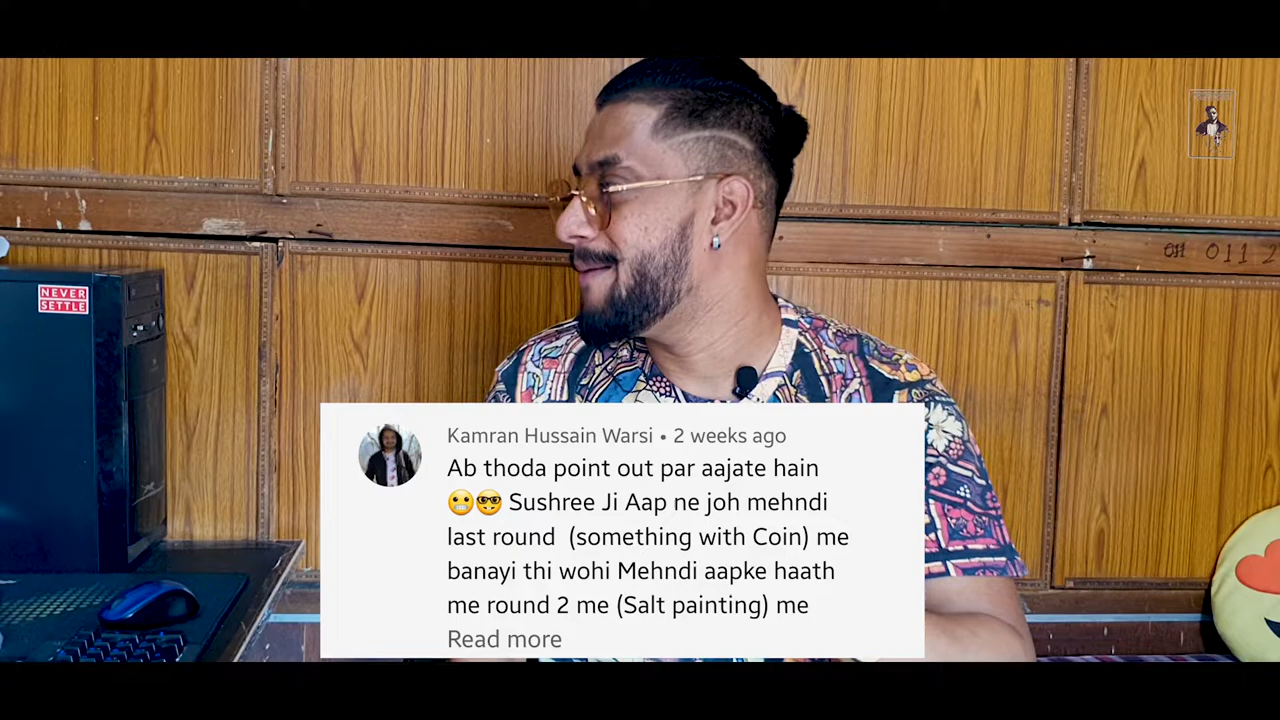 NEVER
SETTLE
011 2
Kamran Hussain Warsi • 2 weeks ago
Ab thoda point out par aajate hain
😬🤓 Sushree Ji Aap ne joh mehndi
last round (something with Coin) me
banayi thi wohi Mehndi aapke haath
me round 2 me (Salt painting) me
Read more